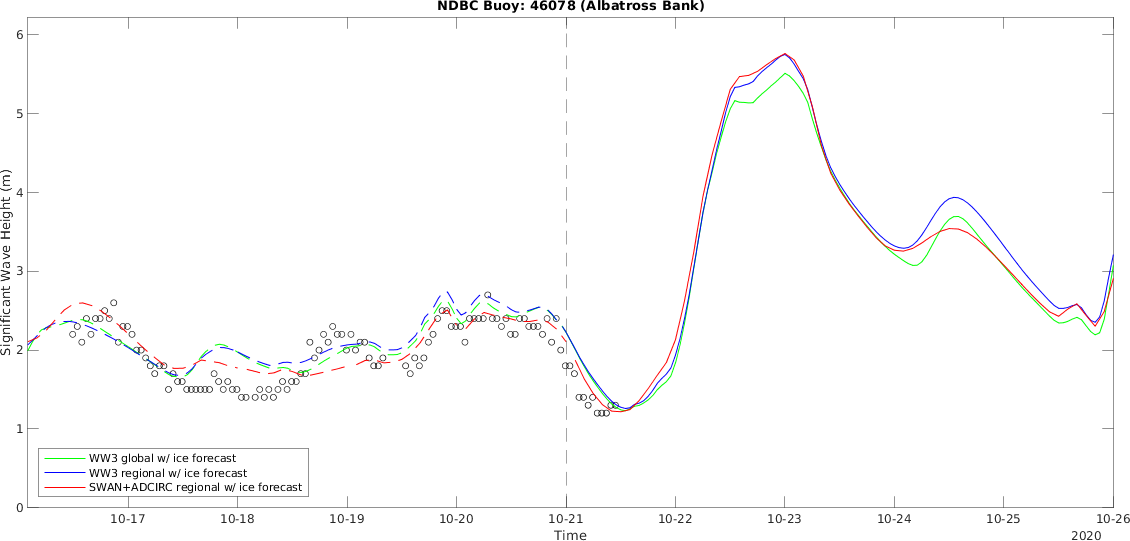 NDBC Buoy: 46078 (Albatross Bank)
6
5
4
3
2
1
0
Significant Wave Height (m)
WW3 global w/ ice forecast
WW3 regional w/ ice forecast
SWAN+ADCIRC regional w/ ice forecast
10-17 10-18 10-19 10-20 10-21 10-22 10-23 10-24 10-25 10-26
Time
2020